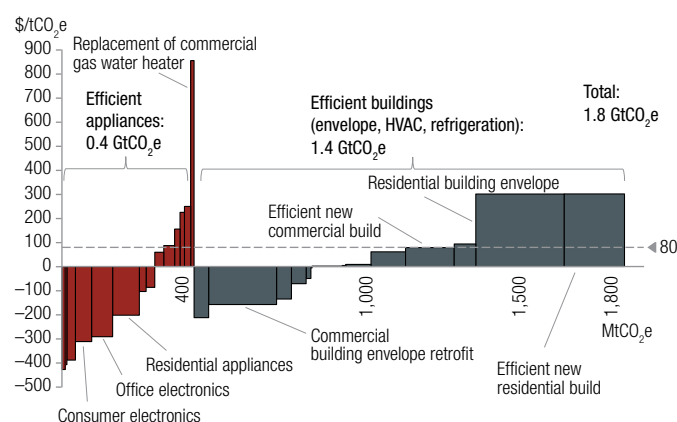 $/tCO2e
900
800
700
600
500
400
300
200
100
0
–100
–200
–300
–400
–500
Replacement of commercial
gas water heater
Efficient
appliances:
0.4 GtCO2e
Efficient buildings
(envelope, HVAC, refrigeration):
1.4 GtCO2e
Total:
1.8 GtCO2e
Residential building envelope
Efficient new
commercial build
80
400
1,000
1,500
1,800
MtCO2e
Commercial
building envelope retrofit
Residential appliances
Office electronics
Consumer electronics
Efficient new
residential build